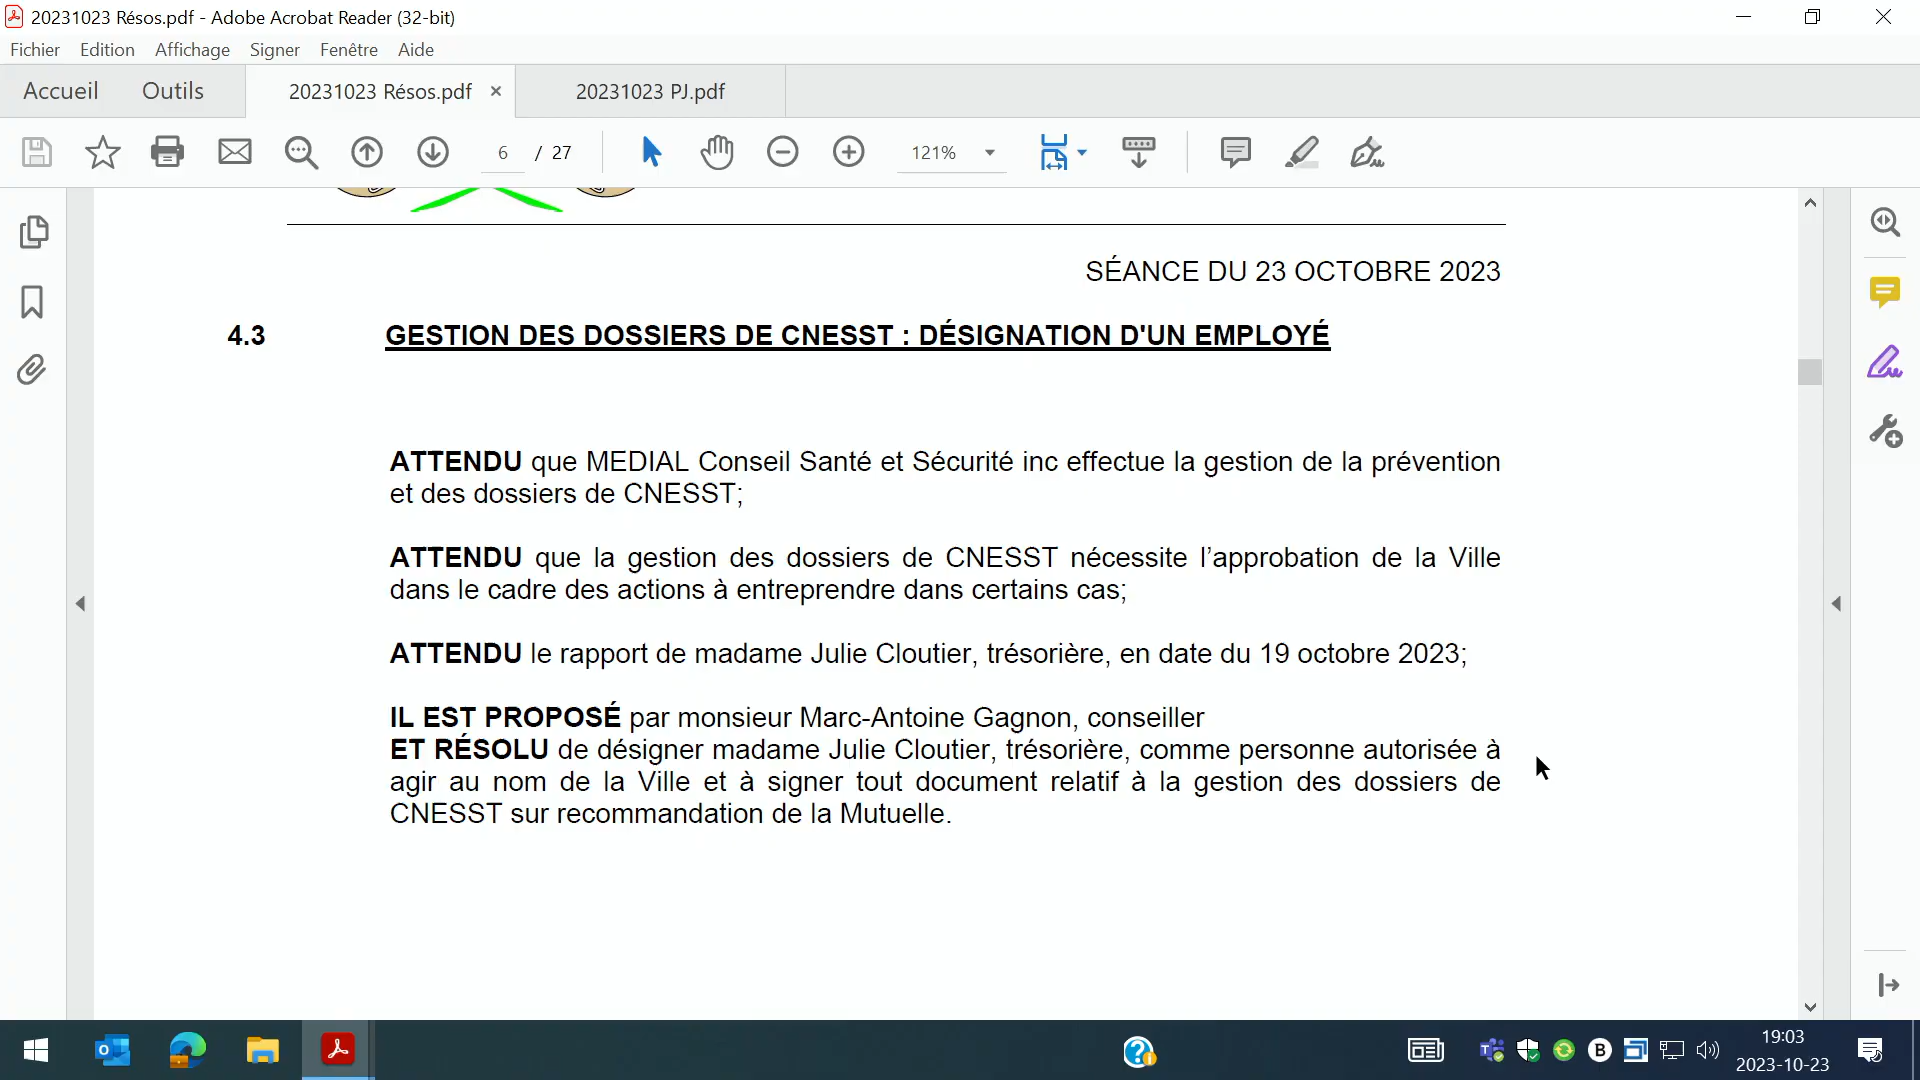 20231023 Résos.pdf - Adobe Acrobat Reader (32-bit)
Fichier Edition Affichage Signer Fenêtre Aide
Accueil Outils 20231023 Résos.pdf × 20231023 PJ.pdf
6 / 27 121%
SÉANCE DU 23 OCTOBRE 2023
4.3 GESTION DES DOSSIERS DE CNESST : DÉSIGNATION D'UN EMPLOYÉ
ATTENDU que MEDIAL Conseil Santé et Sécurité inc effectue la gestion de la prévention
et des dossiers de CNESST;
ATTENDU que la gestion des dossiers de CNESST nécessite l’approbation de la Ville
dans le cadre des actions à entreprendre dans certains cas;
ATTENDU le rapport de madame Julie Cloutier, trésorière, en date du 19 octobre 2023;
IL EST PROPOSÉ par monsieur Marc-Antoine Gagnon, conseiller
ET RÉSOLU de désigner madame Julie Cloutier, trésorière, comme personne autorisée à
agir au nom de la Ville et à signer tout document relatif à la gestion des dossiers de
CNESST sur recommandation de la Mutuelle.
19:03
2023-10-23